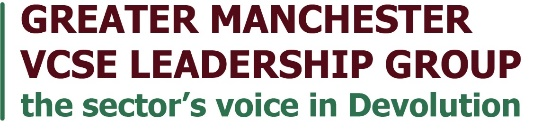 GREATER MANCHESTER
VCSE LEADERSHIP GROUP
the sector’s voice in Devolution